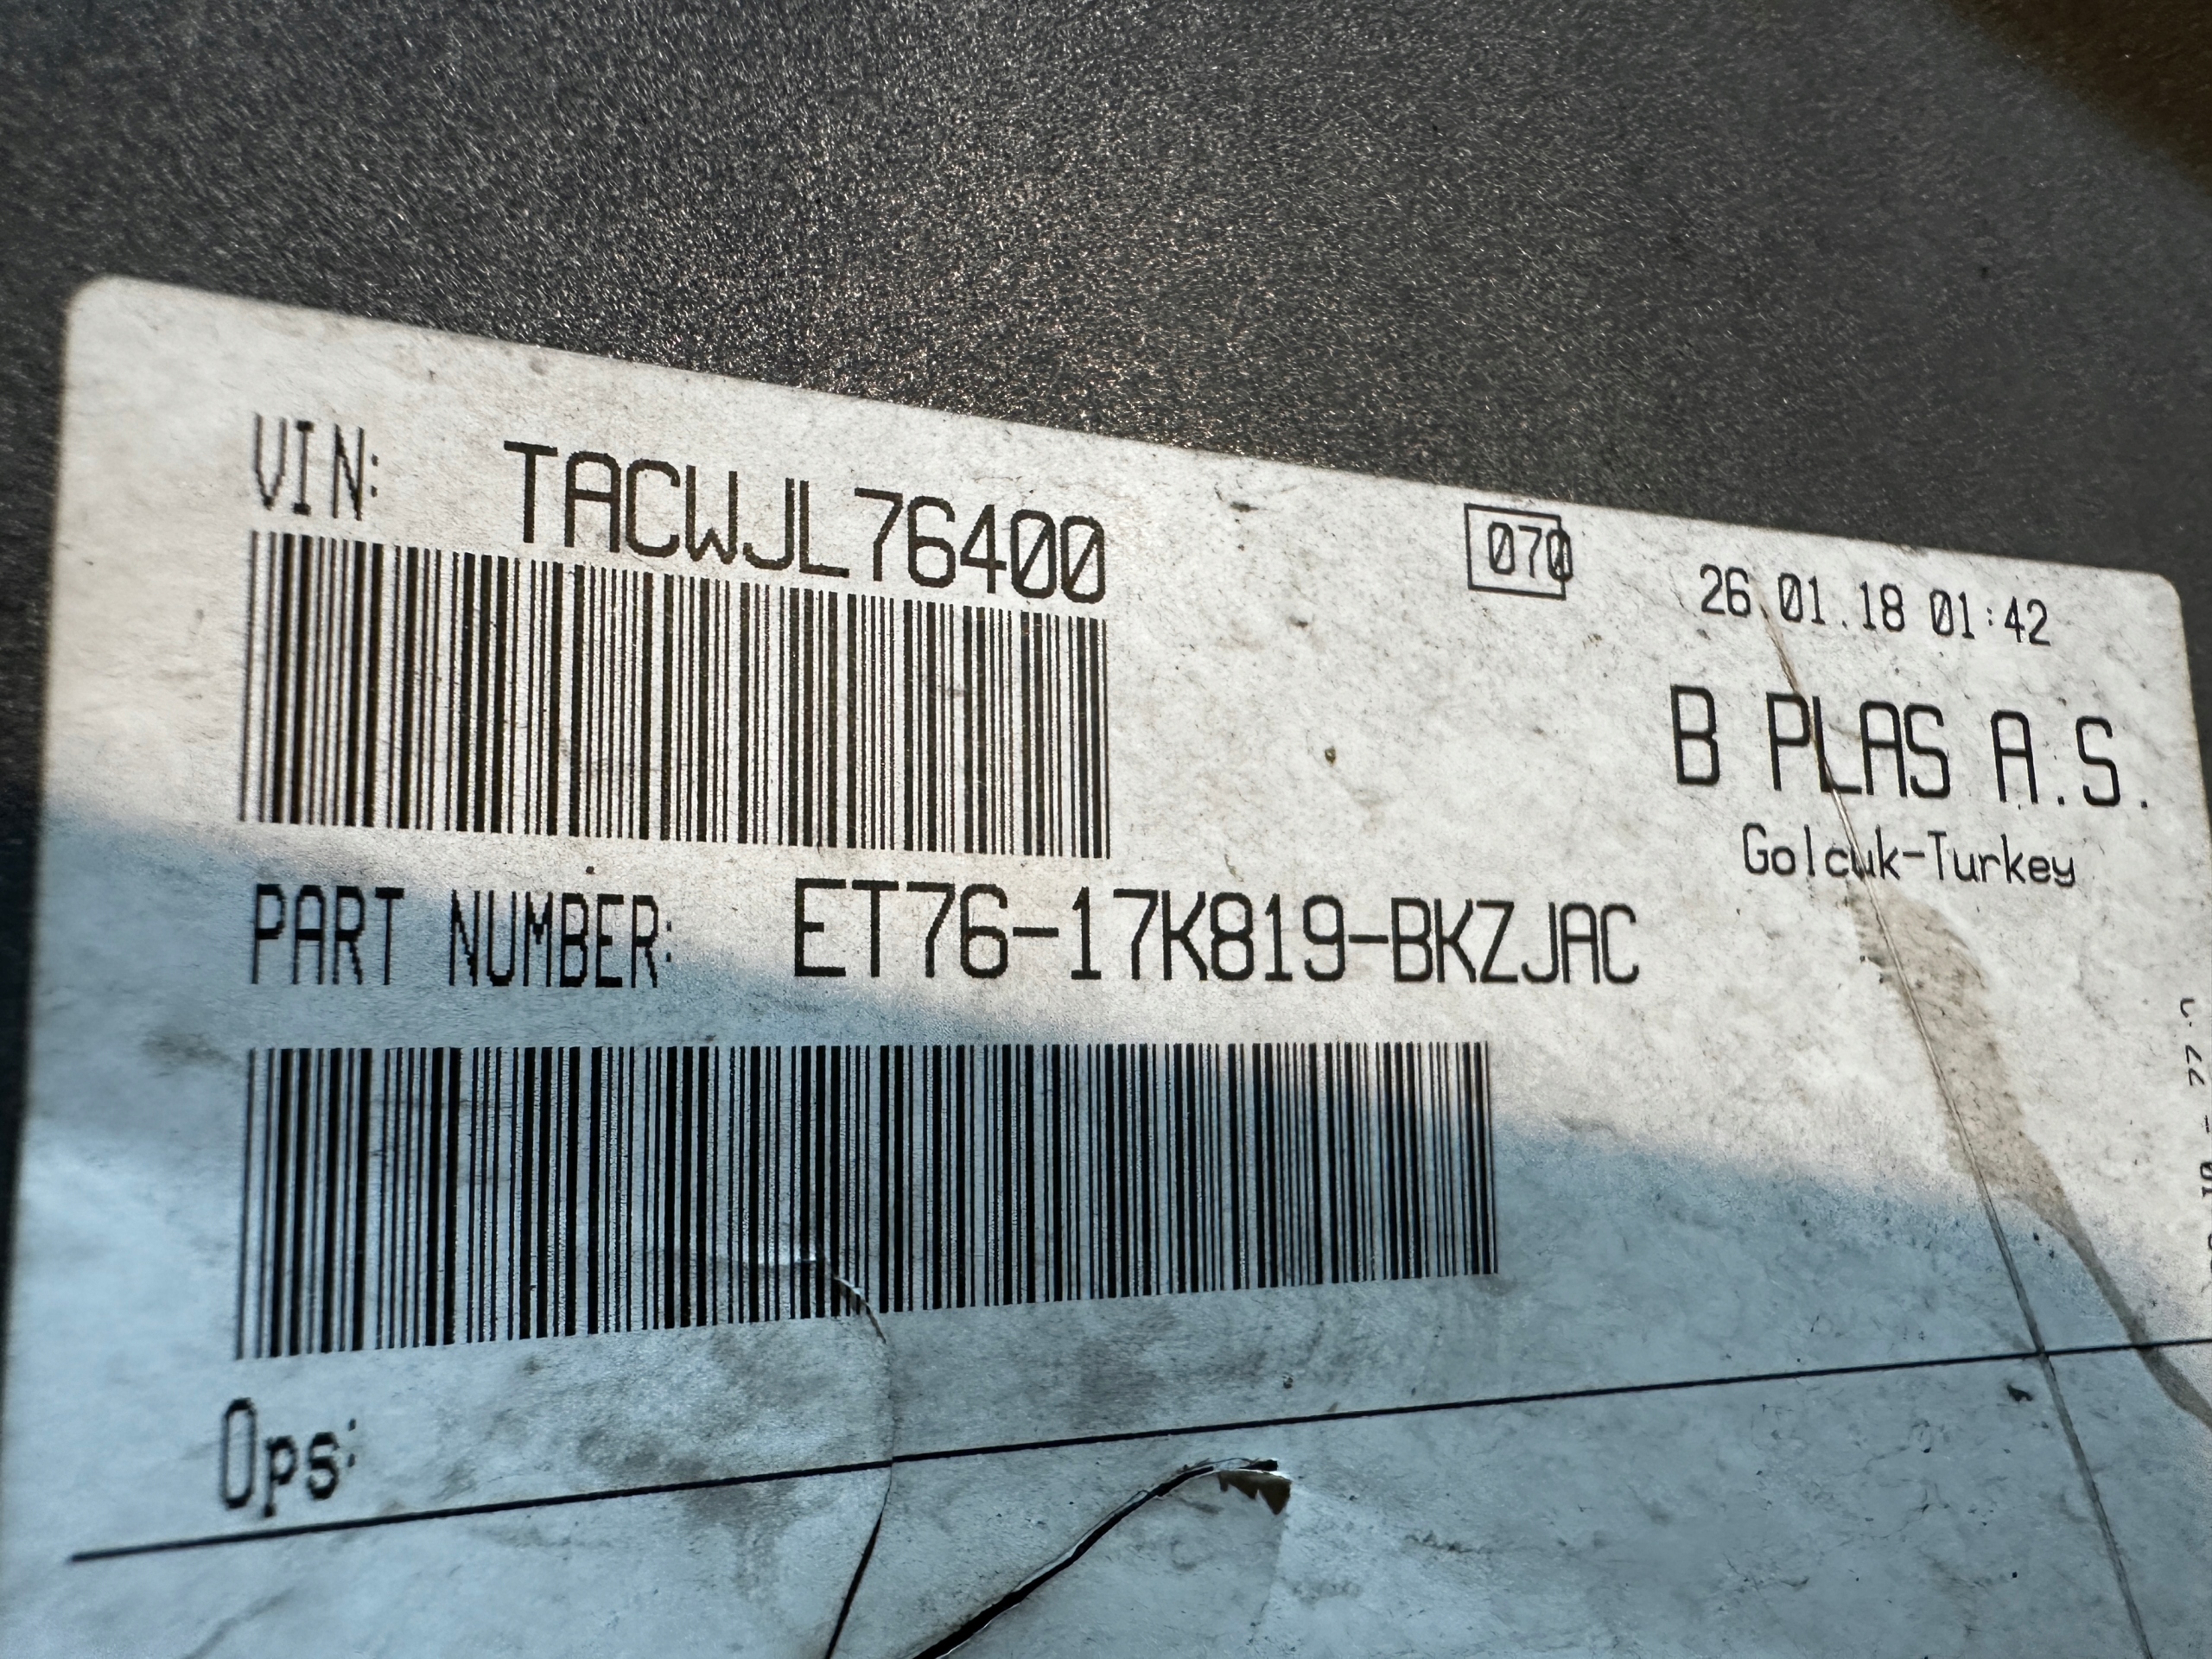 VIN: TACWJL76400
070
26.01.18 01:42
B PLAS A.S.
Golcuk-Turkey
PART NUMBER: ET76-17K819-BKZJAC
Ops: